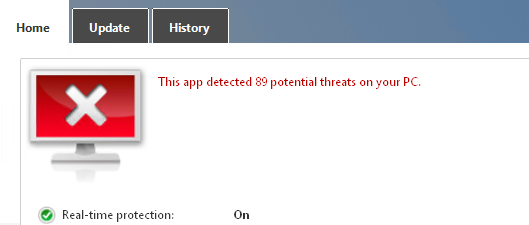 Home Update History
This app detected 89 potential threats on your PC.
Real-time protection: On